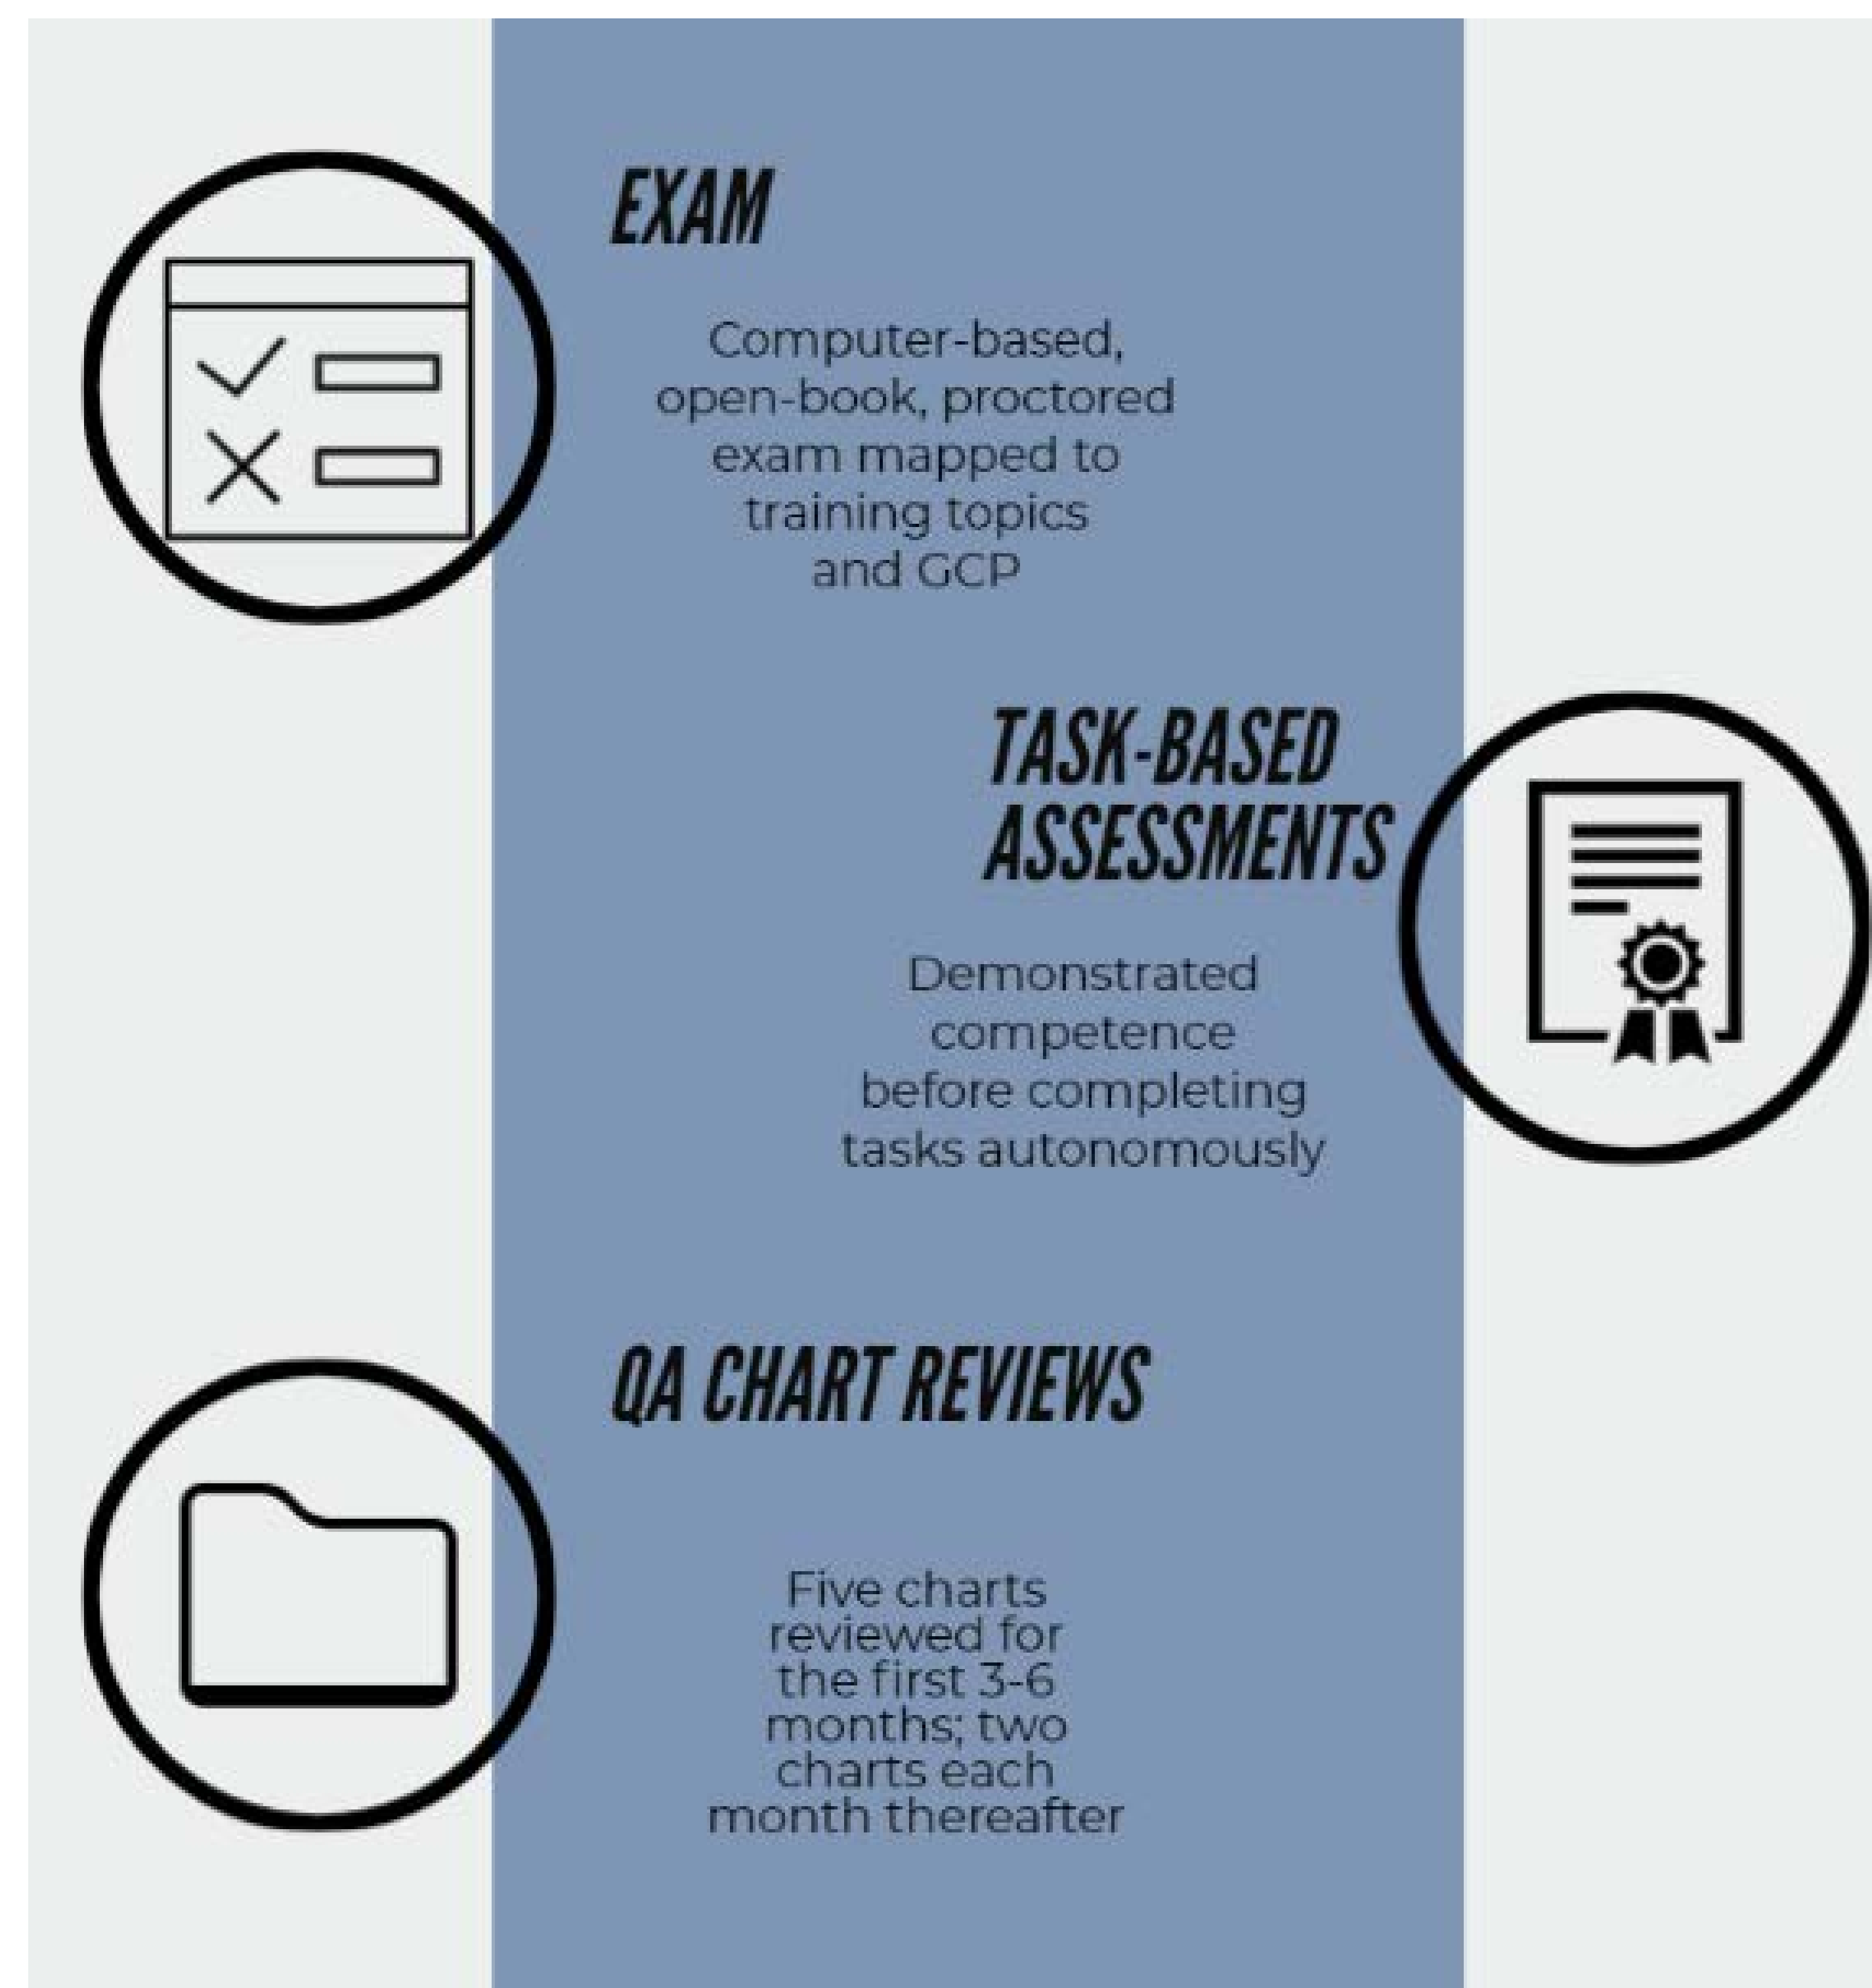 EXAM
Computer-based,
open-book, proctored
exam mapped to
training topics
and GCP
TASK-BASED
ASSESSMENTS
Demonstrated
competence
before completing
tasks autonomously
QA CHART REVIEWS
Five charts
reviewed for
the first 3-6
months; two
charts each
month thereafter